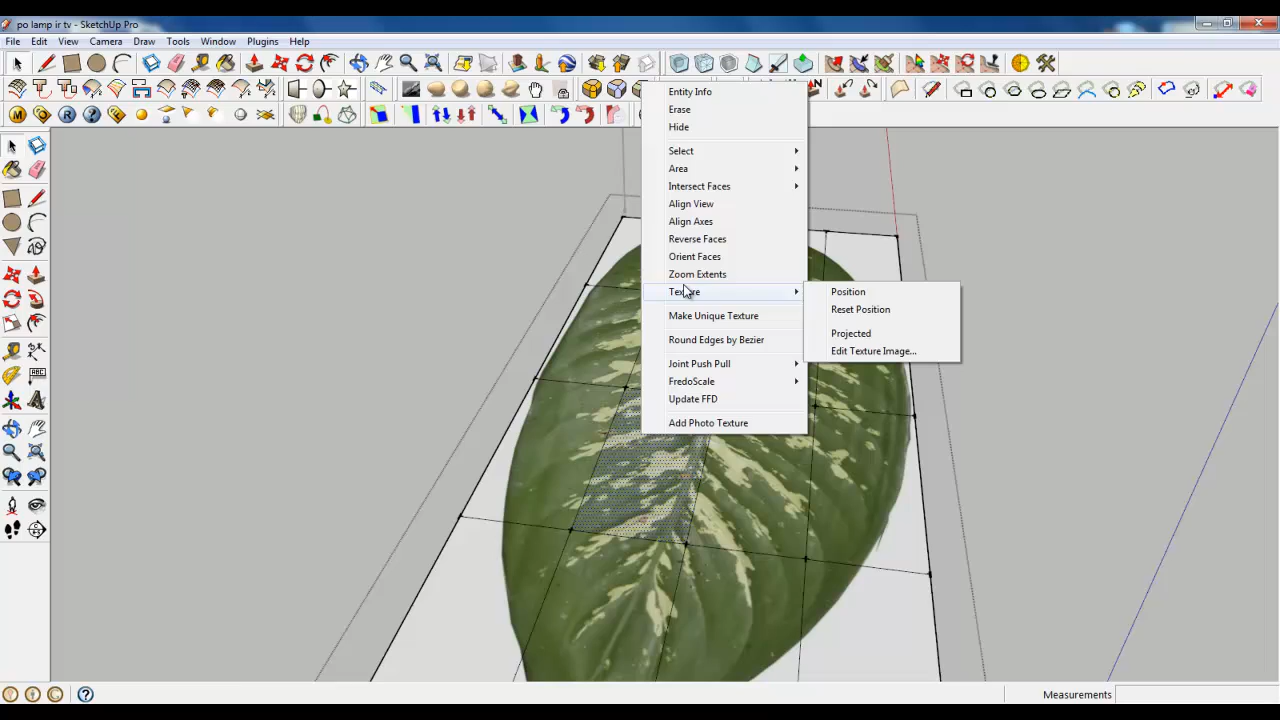 po lamp ir tv - SketchUp Pro
File Edit View Camera Draw Tools Window Plugins Help
Entity Info
Erase
Hide
Select
Area
Intersect Faces
Align View
Align Axes
Reverse Faces
Orient Faces
Zoom Extents
Texture
Make Unique Texture
Round Edges by Bezier
Joint Push Pull
FredoScale
Update FFD
Add Photo Texture
Position
Reset Position
Projected
Edit Texture Image...
Measurements